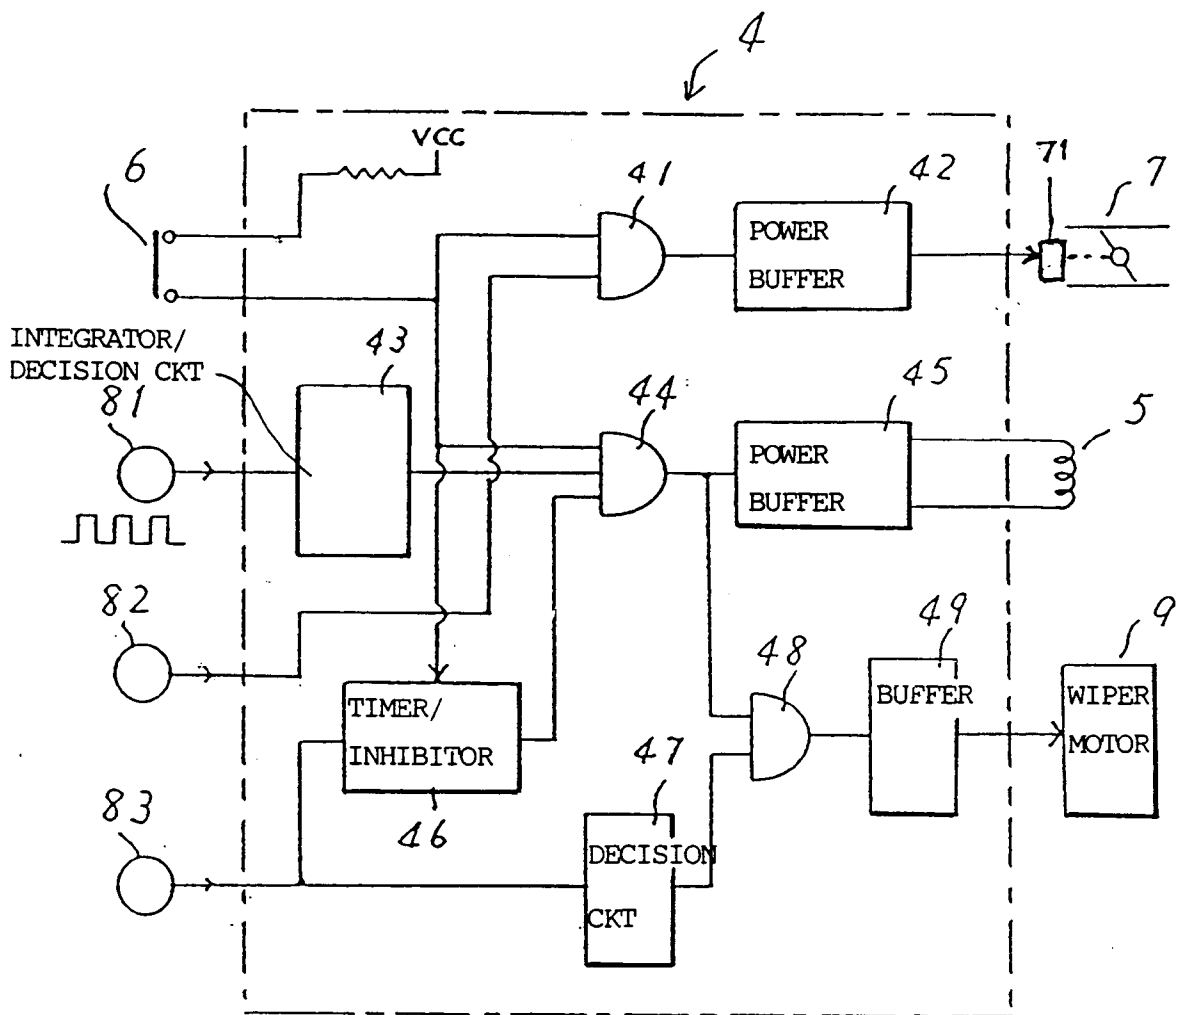 4
VCC
6
41
42
71
7
POWER
BUFFER
INTEGRATOR/
DECISION CKT
43
81
44
45
5
POWER
BUFFER
82
49
9
48
BUFFER
WIPER
MOTOR
TIMER/
INHIBITOR
47
83
46
DECISION
CKT